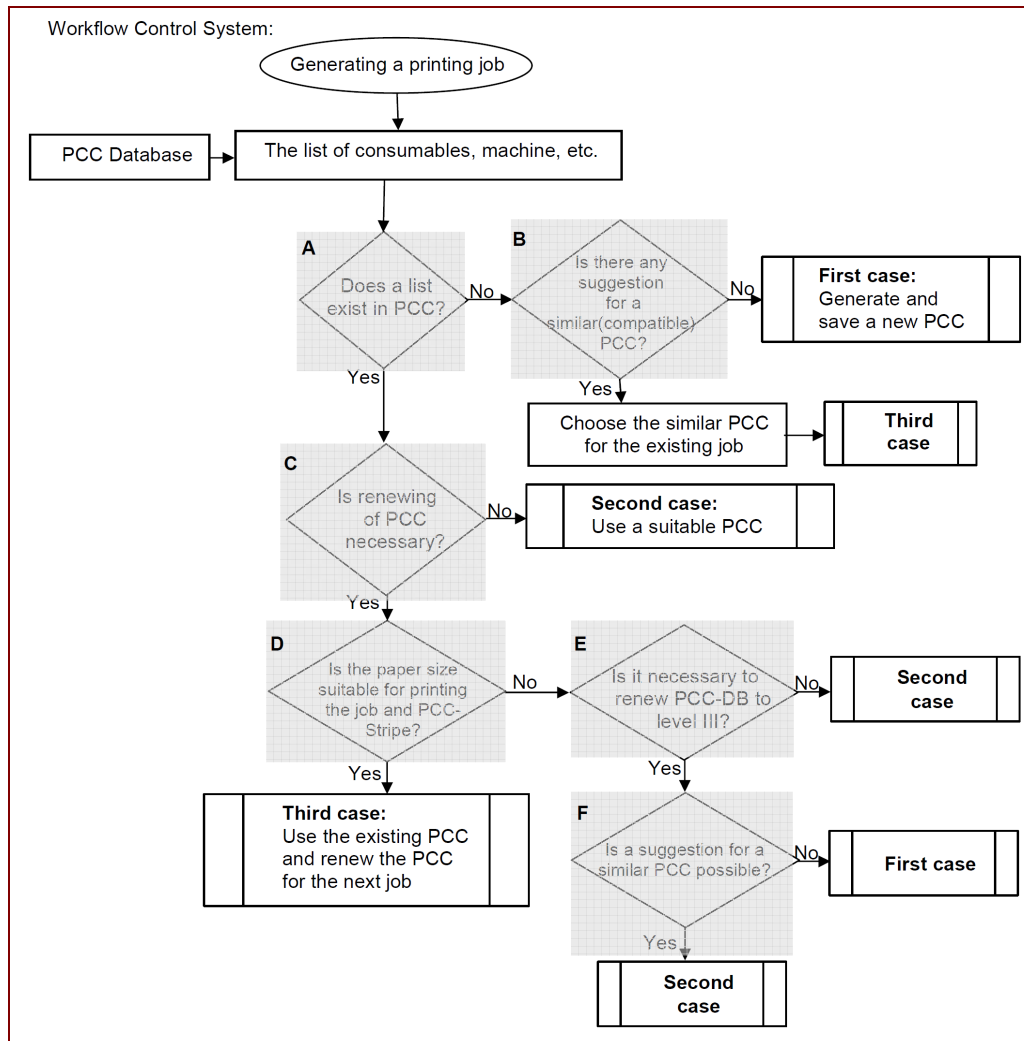 Workflow Control System:
Generating a printing job
PCC Database
The list of consumables, machine, etc.
A
Does a list
exist in PCC?
No
B
Is there any
suggestion
for a
similar(compatible)
PCC?
No
First case:
Generate and
save a new PCC
Yes
Yes
Choose the similar PCC
for the existing job
Third
case
C
Is renewing
of PCC
necessary?
No
Second case:
Use a suitable PCC
Yes
D
Is the paper size
suitable for printing
the job and PCC-
Stripe?
No
E
Is it necessary to
renew PCC-DB to
level III?
No
Second
case
Yes
Yes
Third case:
Use the existing PCC
and renew the PCC
for the next job
F
Is a suggestion for a
similar PCC possible?
No
First case
Yes
Second
case